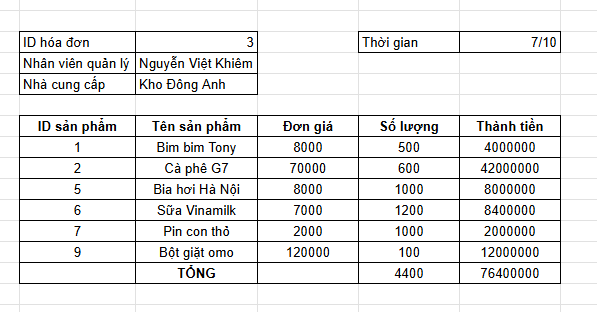 ID hóa đơn 3 Thời gian 7/10
Nhân viên quản lý Nguyễn Việt Khiêm
Nhà cung cấp Kho Đông Anh
ID sản phẩm Tên sản phẩm Đơn giá Số lượng Thành tiền
1 Bim bim Tony 8000 500 4000000
2 Cà phê G7 70000 600 42000000
5 Bia hơi Hà Nội 8000 1000 8000000
6 Sữa Vinamilk 7000 1200 8400000
7 Pin con thỏ 2000 1000 2000000
9 Bột giặt omo 120000 100 12000000
TỔNG 4400 76400000